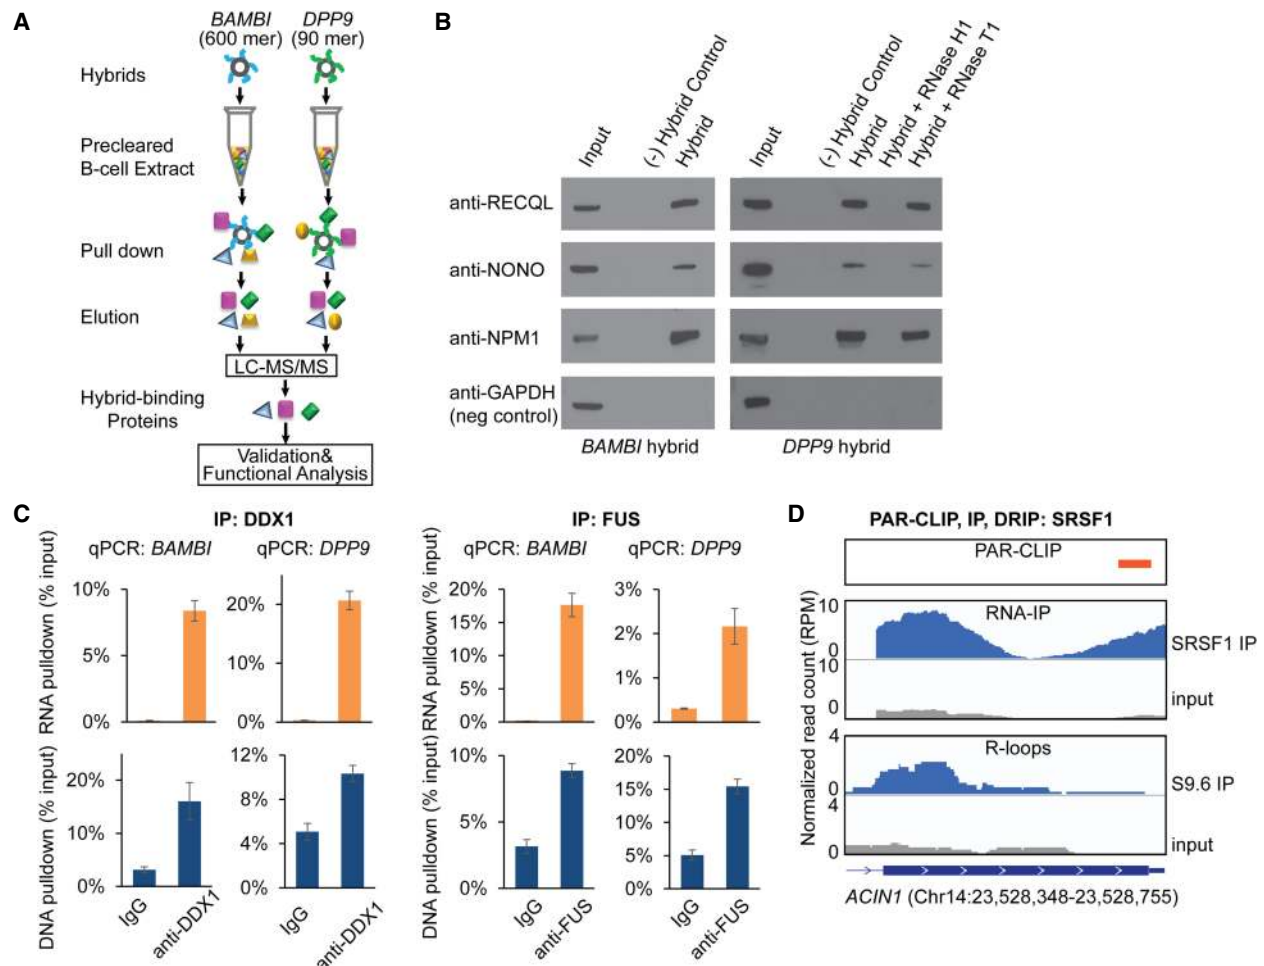 A
BAMBI
(600 mer)
DPP9
(90 mer)
Hybrids
Precleared
B-cell Extract
Pull down
Elution
LC-MS/MS
Hybrid-binding
Proteins
Validation&
Functional Analysis
B
Input
(-) Hybrid Control
Hybrid
Input
(-) Hybrid Control
Hybrid
Hybrid + RNase H1
Hybrid + RNase T1
anti-RECQL
anti-NONO
anti-NPM1
anti-GAPDH
(neg control)
BAMBI hybrid
DPP9 hybrid
C
IP: DDX1
qPCR: BAMBI
qPCR: DPP9
RNA pulldown (% input)
10%
5%
0%
20%
10%
0%
DNA pulldown (% input)
20%
10%
0%
12%
8%
4%
0%
IgG
anti-DDX1
IgG
anti-DDX1
IP: FUS
qPCR: BAMBI
qPCR: DPP9
RNA pulldown (% input)
20%
15%
10%
5%
0%
3%
2%
1%
0%
DNA pulldown (% input)
10%
5%
0%
20%
15%
10%
5%
0%
IgG
anti-FUS
IgG
anti-FUS
D
PAR-CLIP, IP, DRIP: SRSF1
PAR-CLIP
Normalized read count (RPM)
10
RNA-IP
SRSF1 IP
0
10
input
0
4
R-loops
S9.6 IP
0
4
input
0
ACIN1 (Chr14:23,528,348-23,528,755)